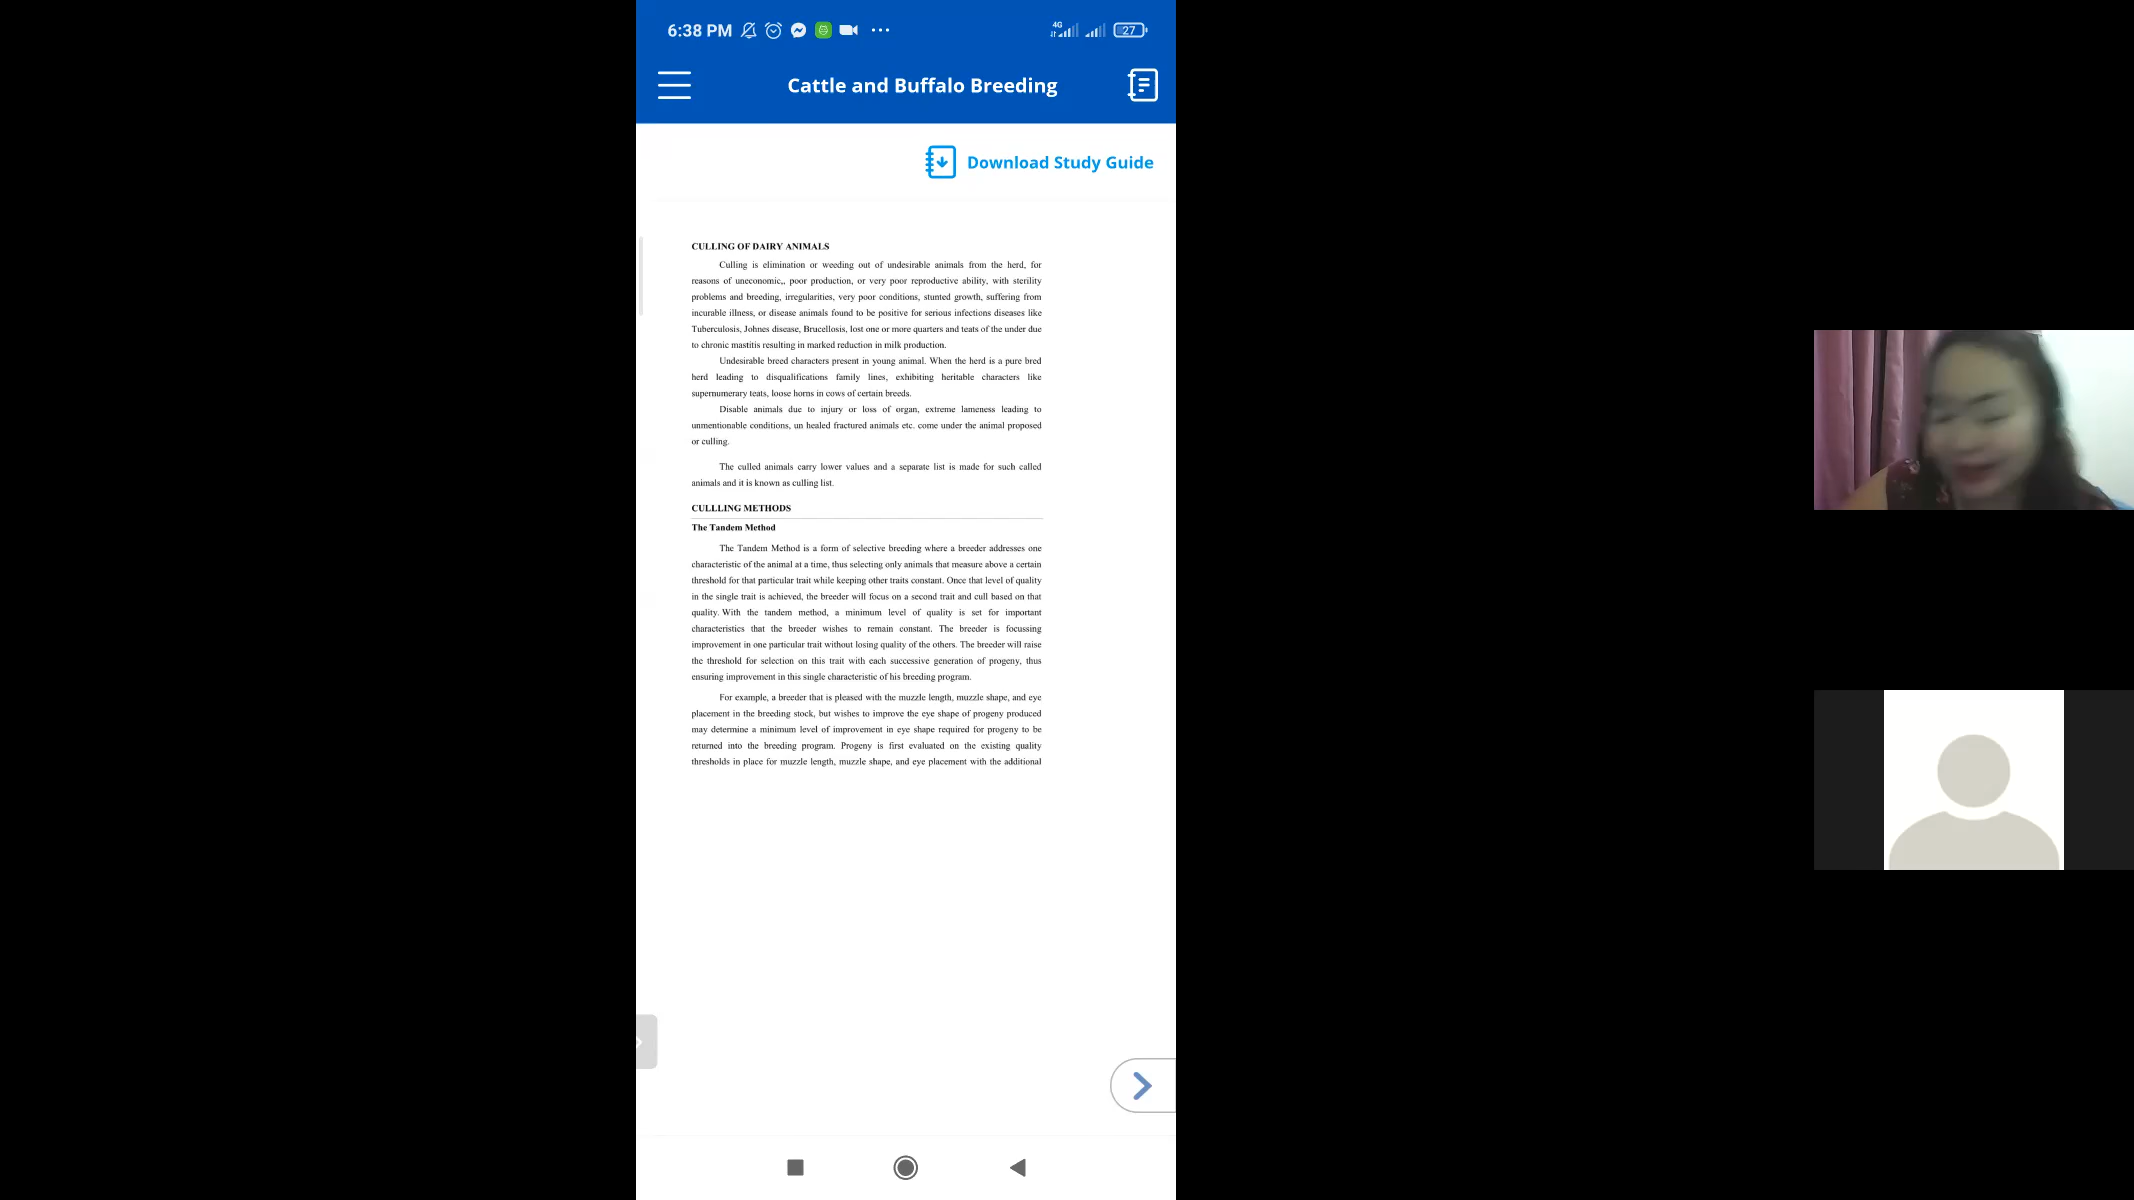 6:38 PM
4G
27
Cattle and Buffalo Breeding
Download Study Guide
CULLING OF DAIRY ANIMALS
Culling is elimination or weeding out of undesirable animals from the herd, for
reasons of uneconomic,, poor production, or very poor reproductive ability, with sterility
problems and breeding, irregularities, very poor conditions, stunted growth, suffering from
incurable illness, or disease animals found to be positive for serious infections diseases like
Tuberculosis, Johnes disease, Brucellosis, lost one or more quarters and teats of the under due
to chronic mastitis resulting in marked reduction in milk production.
Undesirable breed characters present in young animal. When the herd is a pure bred
herd leading to disqualifications family lines, exhibiting heritable characters like
supernumerary teats, loose horns in cows of certain breeds.
Disable animals due to injury or loss of organ, extreme lameness leading to
unmentionable conditions, un healed fractured animals etc. come under the animal proposed
or culling.
The culled animals carry lower values and a separate list is made for such called
animals and it is known as culling list.
CULLLING METHODS
The Tandem Method
The Tandem Method is a form of selective breeding where a breeder addresses one
characteristic of the animal at a time, thus selecting only animals that measure above a certain
threshold for that particular trait while keeping other traits constant. Once that level of quality
in the single trait is achieved, the breeder will focus on a second trait and cull based on that
quality. With the tandem method, a minimum level of quality is set for important
characteristics that the breeder wishes to remain constant. The breeder is focussing
improvement in one particular trait without losing quality of the others. The breeder will raise
the threshold for selection on this trait with each successive generation of progeny, thus
ensuring improvement in this single characteristic of his breeding program.
For example, a breeder that is pleased with the muzzle length, muzzle shape, and eye
placement in the breeding stock, but wishes to improve the eye shape of progeny produced
may determine a minimum level of improvement in eye shape required for progeny to be
returned into the breeding program. Progeny is first evaluated on the existing quality
thresholds in place for muzzle length, muzzle shape, and eye placement with the additional